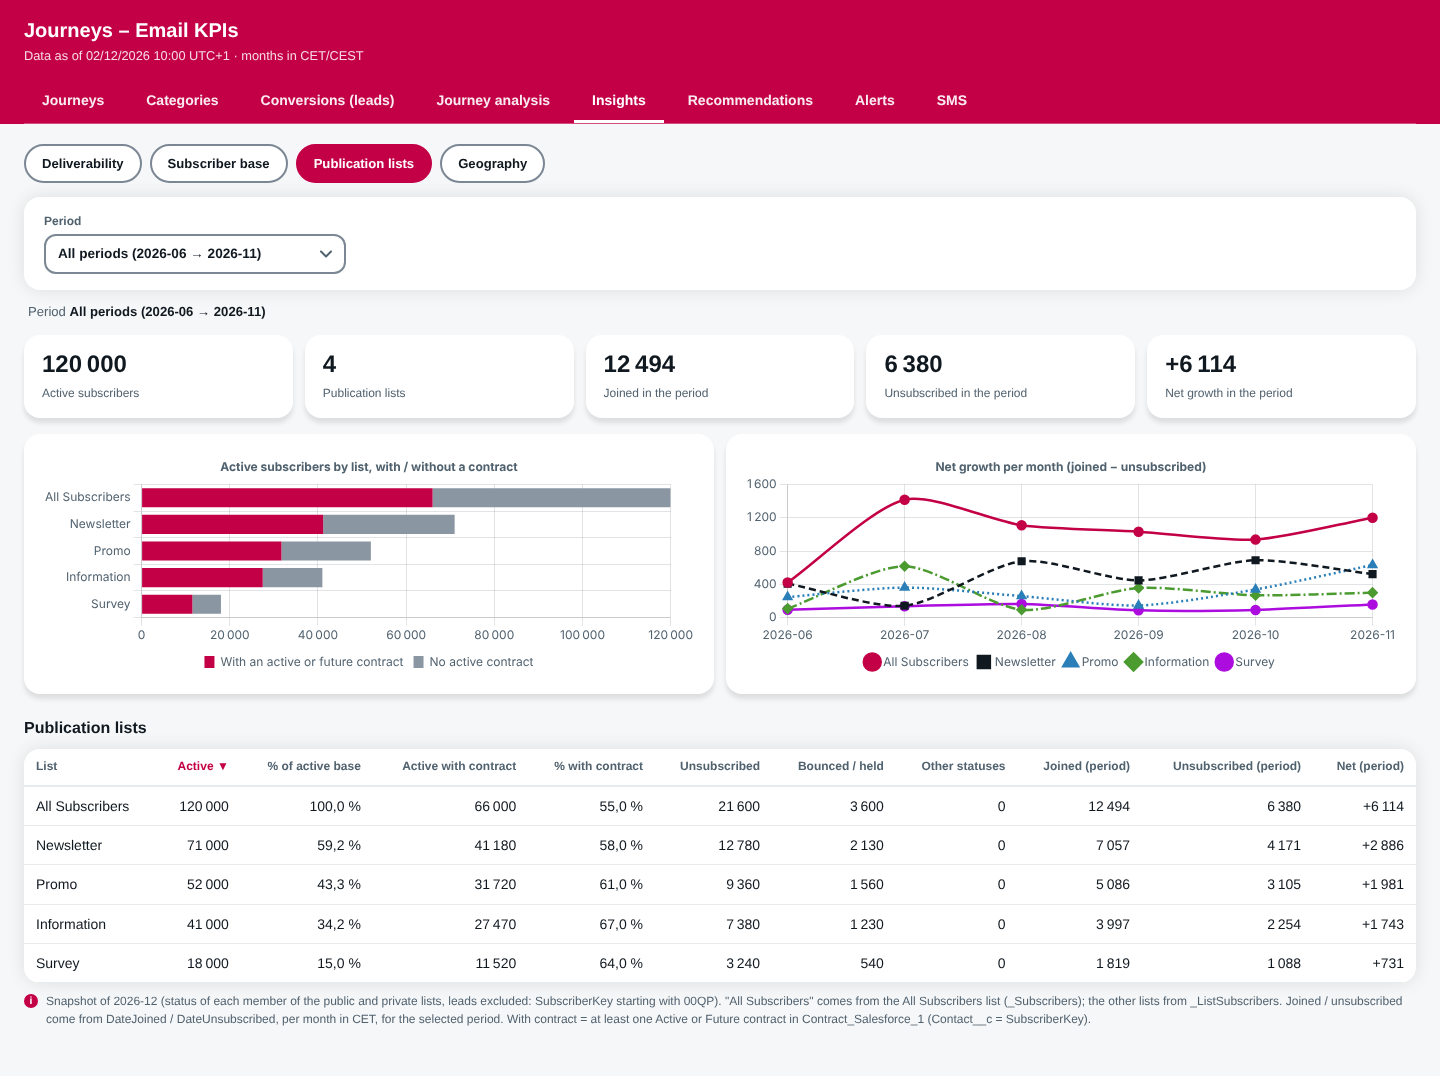 Journeys – Email KPIs
Data as of 02/12/2026 10:00 UTC+1 · months in CET/CEST
Journeys Categories Conversions (leads) Journey analysis Insights Recommendations Alerts SMS
Deliverability Subscriber base Publication lists Geography
Period
All periods (2026-06 → 2026-11)
Period All periods (2026-06 → 2026-11)
120 000 4 12 494 6 380 +6 114
Active subscribers Publication lists Joined in the period Unsubscribed in the period Net growth in the period
Active subscribers by list, with / without a contract
All Subscribers
Newsletter
Promo
Information
Survey
0 20 000 40 000 60 000 80 000 100 000 120 000
With an active or future contract No active contract
Net growth per month (joined – unsubscribed)
1 600
1 200
800
400
0
2026-06 2026-07 2026-08 2026-09 2026-10 2026-11
All Subscribers Newsletter Promo Information Survey
Publication lists
List Active ▼ % of active base Active with contract % with contract Unsubscribed Bounced / held Other statuses Joined (period) Unsubscribed (period) Net (period)
All Subscribers 120 000 100,0 % 66 000 55,0 % 21 600 3 600 0 12 494 6 380 +6 114
Newsletter 71 000 59,2 % 41 180 58,0 % 12 780 2 130 0 7 057 4 171 +2 886
Promo 52 000 43,3 % 31 720 61,0 % 9 360 1 560 0 5 086 3 105 +1 981
Information 41 000 34,2 % 27 470 67,0 % 7 380 1 230 0 3 997 2 254 +1 743
Survey 18 000 15,0 % 11 520 64,0 % 3 240 540 0 1 819 1 088 +731
i Snapshot of 2026-12 (status of each member of the public and private lists, leads excluded: SubscriberKey starting with 00QP). "All Subscribers" comes from the All Subscribers list (_Subscribers); the other lists from _ListSubscribers. Joined / unsubscribed
come from DateJoined / DateUnsubscribed, per month in CET, for the selected period. With contract = at least one Active or Future contract in Contract_Salesforce_1 (Contact__c = SubscriberKey).